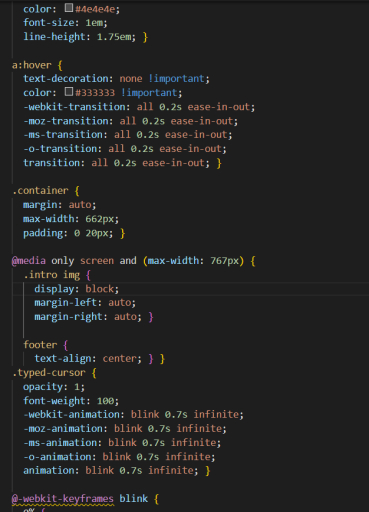 color: #4e4e4e;
font-size: 1em;
line-height: 1.75em; }
a:hover {
text-decoration: none !important;
color: #333333 !important;
-webkit-transition: all 0.2s ease-in-out;
-moz-transition: all 0.2s ease-in-out;
-ms-transition: all 0.2s ease-in-out;
-o-transition: all 0.2s ease-in-out;
transition: all 0.2s ease-in-out; }
.container {
margin: auto;
max-width: 662px;
padding: 0 20px; }
@media only screen and (max-width: 767px) {
.intro img {
display: block;
margin-left: auto;
margin-right: auto; }
footer {
text-align: center; } }
.typed-cursor {
opacity: 1;
font-weight: 100;
-webkit-animation: blink 0.7s infinite;
-moz-animation: blink 0.7s infinite;
-ms-animation: blink 0.7s infinite;
-o-animation: blink 0.7s infinite;
animation: blink 0.7s infinite; }
@-webkit-keyframes blink {
0% {